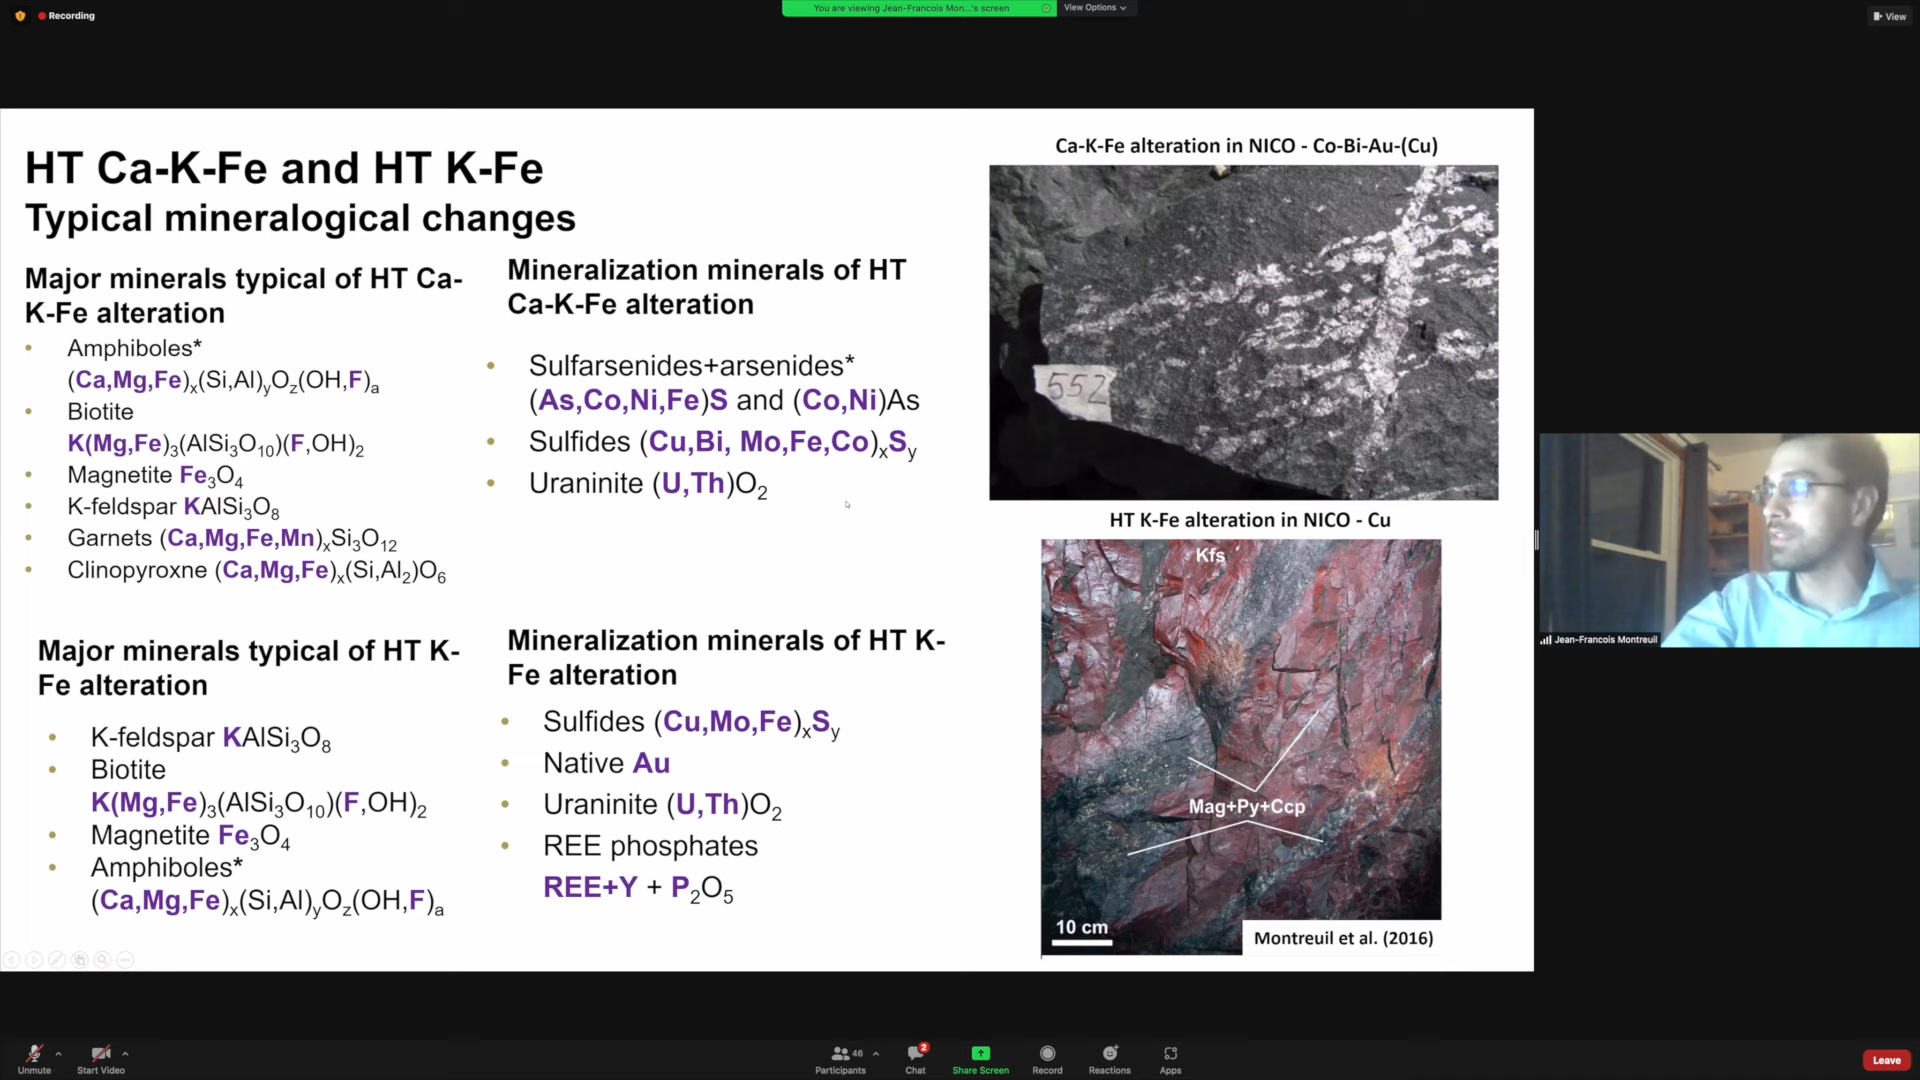 Recording
You are viewing Jean-Francois Mon...'s screen
View Options
View
HT Ca-K-Fe and HT K-Fe
Typical mineralogical changes
Major minerals typical of HT Ca-
K-Fe alteration
• Amphiboles*
(Ca,Mg,Fe)x(Si,Al)yOz(OH,F)a
• Biotite
K(Mg,Fe)3(AlSi3O10)(F,OH)2
• Magnetite Fe3O4
• K-feldspar KAlSi3O8
• Garnets (Ca,Mg,Fe,Mn)xSi3O12
• Clinopyroxne (Ca,Mg,Fe)x(Si,Al2)O6
Mineralization minerals of HT
Ca-K-Fe alteration
• Sulfarsenides+arsenides*
(As,Co,Ni,Fe)S and (Co,Ni)As
• Sulfides (Cu,Bi, Mo,Fe,Co)xSy
• Uraninite (U,Th)O2
Major minerals typical of HT K-
Fe alteration
• K-feldspar KAlSi3O8
• Biotite
K(Mg,Fe)3(AlSi3O10)(F,OH)2
• Magnetite Fe3O4
• Amphiboles*
(Ca,Mg,Fe)x(Si,Al)yOz(OH,F)a
Mineralization minerals of HT K-
Fe alteration
• Sulfides (Cu,Mo,Fe)xSy
• Native Au
• Uraninite (U,Th)O2
• REE phosphates
REE+Y + P2O5
Ca-K-Fe alteration in NICO - Co-Bi-Au-(Cu)
552
HT K-Fe alteration in NICO - Cu
Kfs
Mag+Py+Ccp
10 cm
Montreuil et al. (2016)
Jean-Francois Montreuil
Unmute
Start Video
46
Participants
2
Chat
Share Screen
Record
Reactions
Apps
Leave